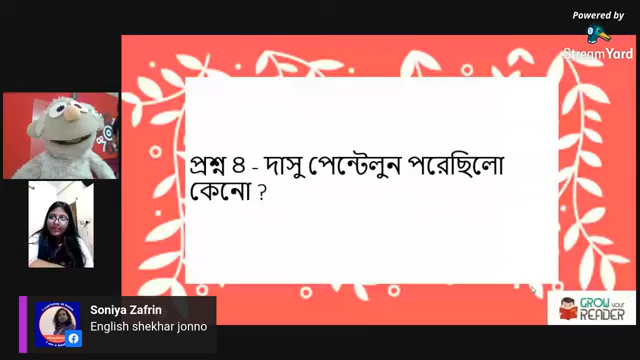 Powered by
StreamYard
প্রশ্ন ৪ - দাসু পেন্টেলুন পরেছিলো
কেনো ?
GROW your
READER
Soniya Zafrin
English shekhar jonno